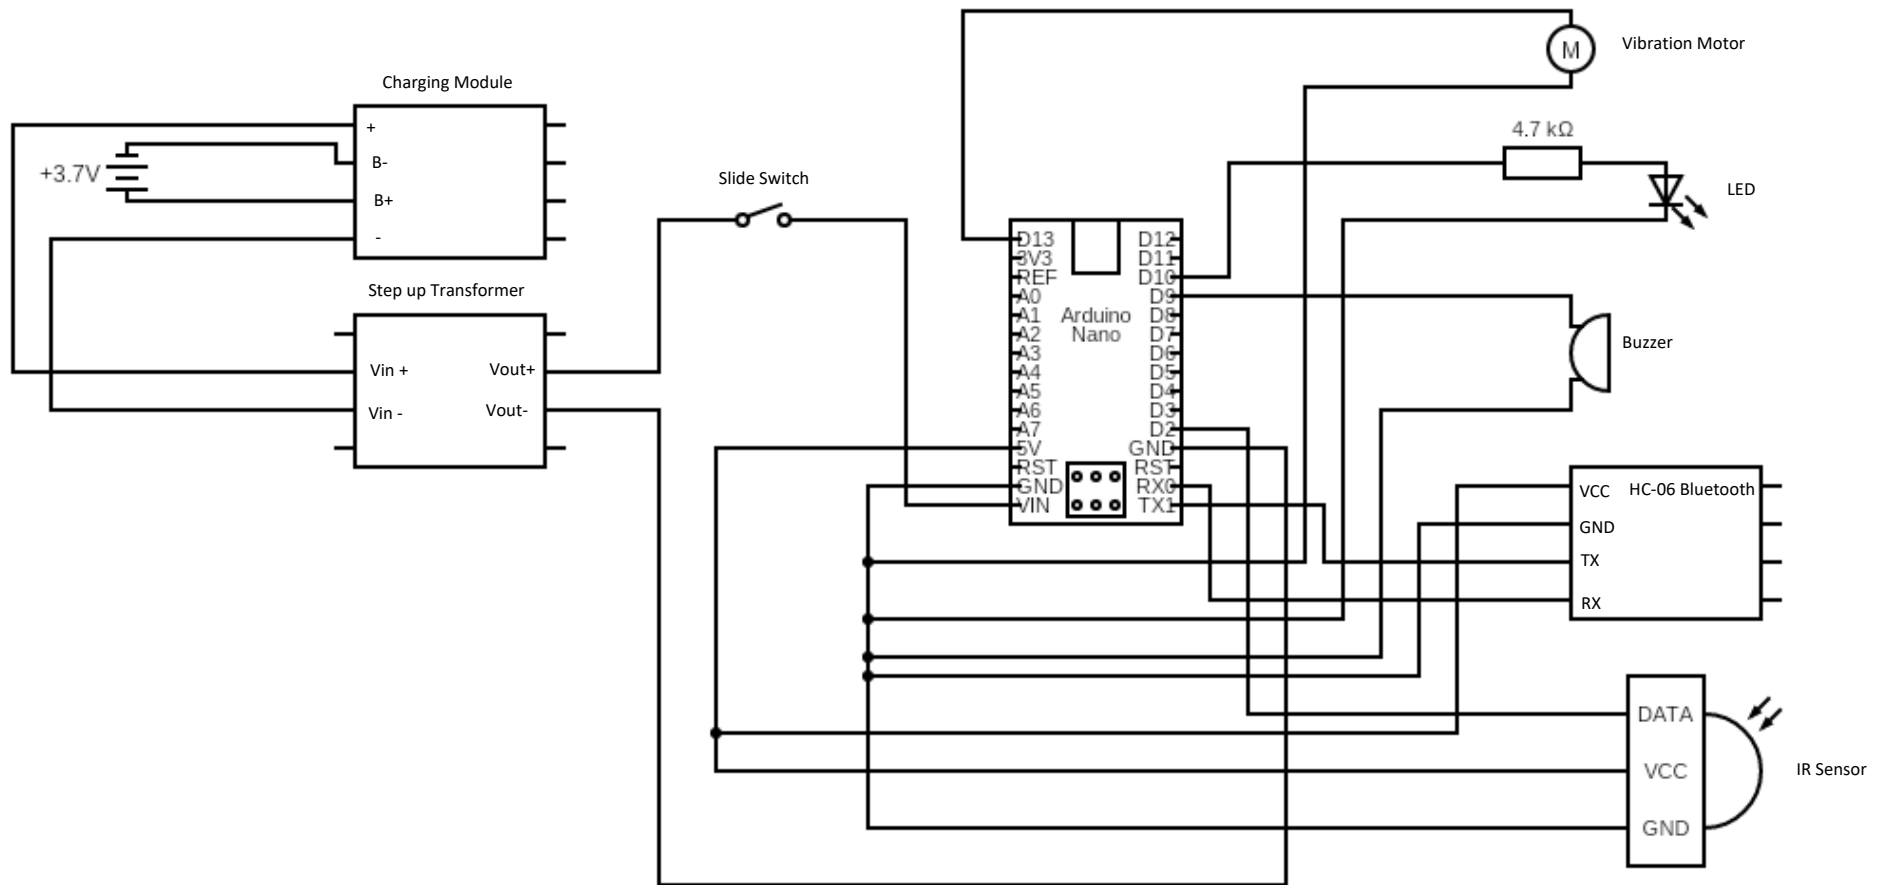 Vibration Motor
M
Charging Module
+
B-
B+
-
+3.7V
4.7 kΩ
LED
Slide Switch
Step up Transformer
Vin +
Vin -
Vout+
Vout-
D13
3V3
REF
A0
A1
A2
A3
A4
A5
A6
A7
5V
RST
GND
VIN
Arduino
Nano
D12
D11
D10
D9
D8
D7
D6
D5
D4
D3
D2
GND
RST
RX0
TX1
Buzzer
HC-06 Bluetooth
VCC
GND
TX
RX
DATA
VCC
GND
IR Sensor